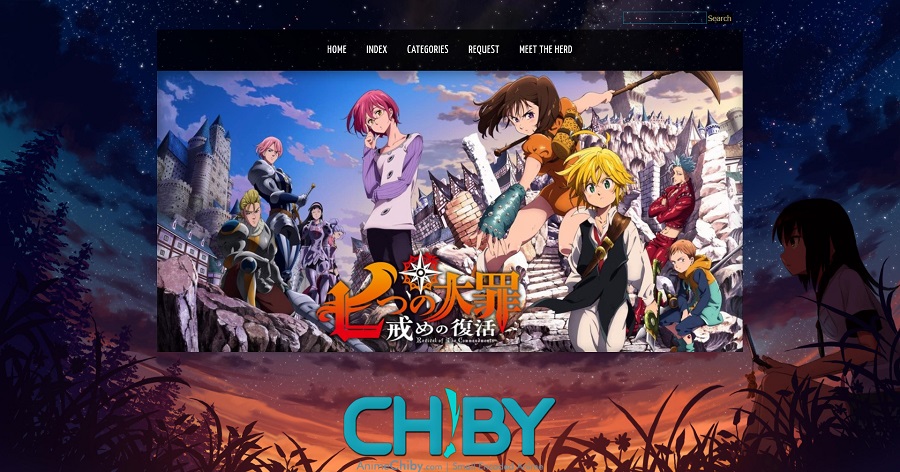 Search
HOME INDEX CATEGORIES REQUEST MEET THE HERD
七つの大罪
戒めの復活
Revival of The Commandments
CH!BY
AnimeChiby.com | Small